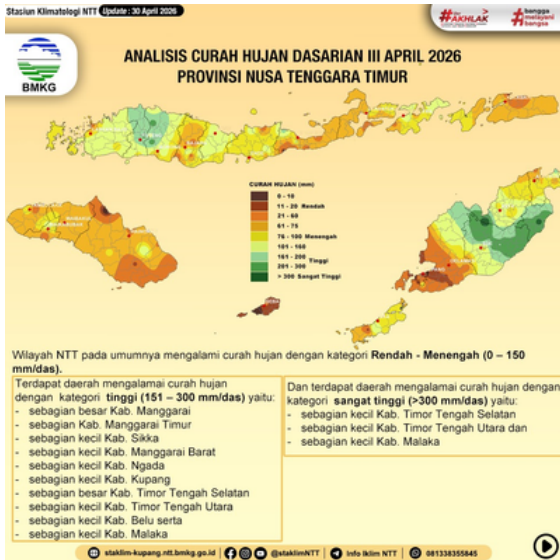 Stasiun Klimatologi NTT Update : 30 April 2026
#AKHLAK
#bangga melayani bangsa
BMKG
ANALISIS CURAH HUJAN DASARIAN III APRIL 2026
PROVINSI NUSA TENGGARA TIMUR
CURAH HUJAN (mm)
0 - 10
11 - 20 Rendah
21 - 50
51 - 75
76 - 100 Menengah
101 - 150
151 - 200
Tinggi
201 - 300
> 300 Sangat Tinggi
Wilayah NTT pada umumnya mengalami curah hujan dengan kategori Rendah - Menengah (0 – 150
mm/das).
Terdapat daerah mengalamai curah hujan
dengan kategori tinggi (151 – 300 mm/das) yaitu:
- sebagian besar Kab. Manggarai
- sebagian Kab. Manggarai Timur
- sebagian kecil Kab. Sikka
- sebagian kecil Kab. Manggarai Barat
- sebagian kecil Kab. Ngada
- sebagian kecil Kab. Kupang
- sebagian besar Kab. Timor Tengah Selatan
- sebagian kecil Kab. Timor Tengah Utara
- sebagian kecil Kab. Belu serta
- sebagian kecil Kab. Malaka
Dan terdapat daerah mengalamai curah hujan dengan
kategori sangat tinggi (>300 mm/das) yaitu:
- sebagian kecil Kab. Timor Tengah Selatan
- sebagian kecil Kab. Timor Tengah Utara dan
- sebagian kecil Kab. Malaka
staklim-kupang.ntt.bmkg.go.id @staklimNTT Info Iklim NTT 081338355845